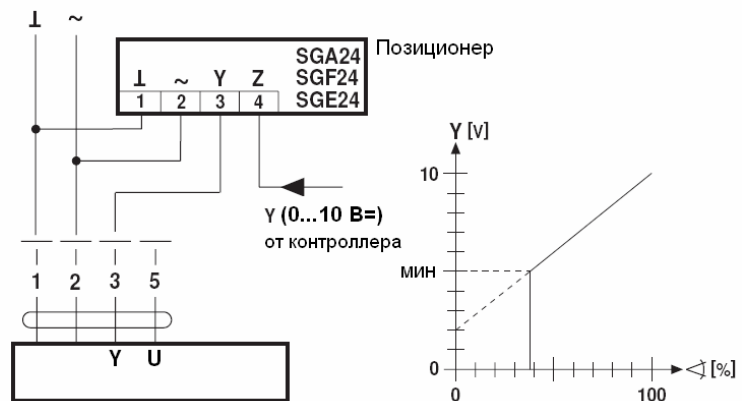 ⊥ ~
SGA24 Позиционер
SGF24
SGE24
⊥ ~ Y Z
1 2 3 4
Y (0...10 В=)
от контроллера
1 2 3 5
Y U
Y [V]
10
мин
0
0 100 [%]